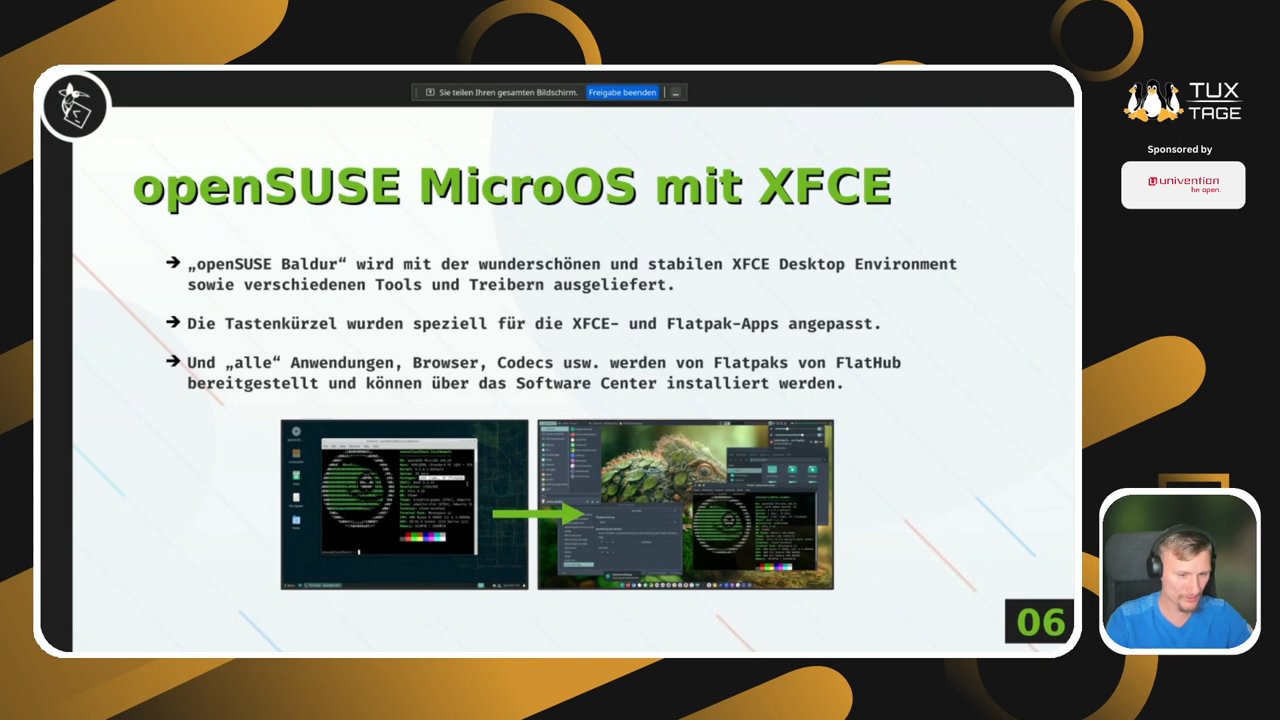 Sie teilen Ihren gesamten Bildschirm. Freigabe beenden
TUX
TAGE
Sponsored by
univention
be open.
openSUSE MicroOS mit XFCE
➔ „openSUSE Baldur“ wird mit der wunderschönen und stabilen XFCE Desktop Environment
sowie verschiedenen Tools und Treibern ausgeliefert.
➔ Die Tastenkürzel wurden speziell für die XFCE- und Flatpak-Apps angepasst.
➔ Und „alle“ Anwendungen, Browser, Codecs usw. werden von Flatpaks von FlatHub
bereitgestellt und können über das Software Center installiert werden.
06